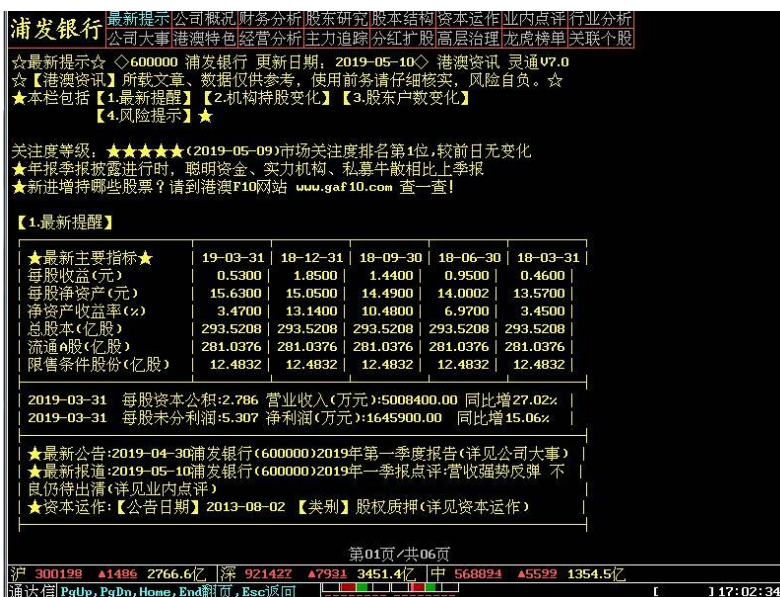 浦发银行
最新提示 公司概况 财务分析 股东研究 股本结构 资本运作 业内点评 行业分析
公司大事 港澳特色 经营分析 主力追踪 分红扩股 高层治理 龙虎榜单 关联个股
☆最新提示☆ ◇600000 浦发银行 更新日期：2019-05-10◇ 港澳资讯 灵通V7.0
☆【港澳资讯】所载文章、数据仅供参考，使用前务请仔细核实，风险自负。☆
★本栏包括【1.最新提醒】【2.机构持股变化】【3.股东户数变化】
【4.风险提示】★
关注度等级：★★★★★(2019-05-09)市场关注度排名第1位,较前日无变化
★年报季报披露进行时，聪明资金、实力机构、私募牛散相比上季报
★新进增持哪些股票？请到港澳F10网站 www.gaf10.com 查一查！
【1.最新提醒】
★最新主要指标★ 19-03-31 18-12-31 18-09-30 18-06-30 18-03-31
每股收益(元) 0.5300 1.8500 1.4400 0.9500 0.4600
每股净资产(元) 15.6300 15.0500 14.4900 14.0002 13.5700
净资产收益率(%) 3.4700 13.1400 10.4800 6.9700 3.4500
总股本(亿股) 293.5208 293.5208 293.5208 293.5208 293.5208
流通A股(亿股) 281.0376 281.0376 281.0376 281.0376 281.0376
限售条件股份(亿股) 12.4832 12.4832 12.4832 12.4832 12.4832
2019-03-31 每股资本公积:2.786 营业收入(万元):5008400.00 同比增27.02%
2019-03-31 每股未分利润:5.307 净利润(万元):1645900.00 同比增15.06%
★最新公告:2019-04-30浦发银行(600000)2019年第一季度报告(详见公司大事)
★最新报道:2019-05-10浦发银行(600000)2019年一季报点评:营收强势反弹 不
良仍待出清(详见业内点评)
★资本运作:【公告日期】2013-08-02 【类别】股权质押(详见资本运作)
第01页/共06页
沪 300198 ▲1486 2766.6亿 深 921427 ▲7931 3451.4亿 中 568894 ▲5599 1354.5亿
通达信 PgUp,PgDn,Home,End翻页,Esc返回 [ ]17:02:34